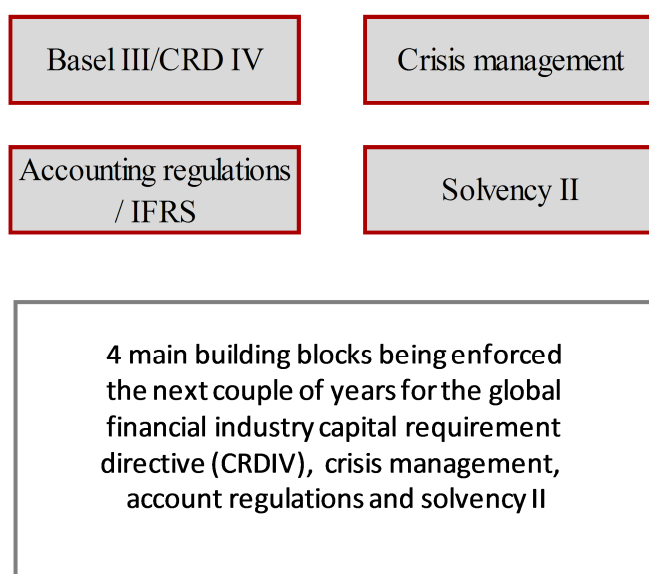 Basel III/CRD IV
Crisis management
Accounting regulations
/ IFRS
Solvency II
4 main building blocks being enforced
the next couple of years for the global
financial industry capital requirement
directive (CRDIV), crisis management,
account regulations and solvency II